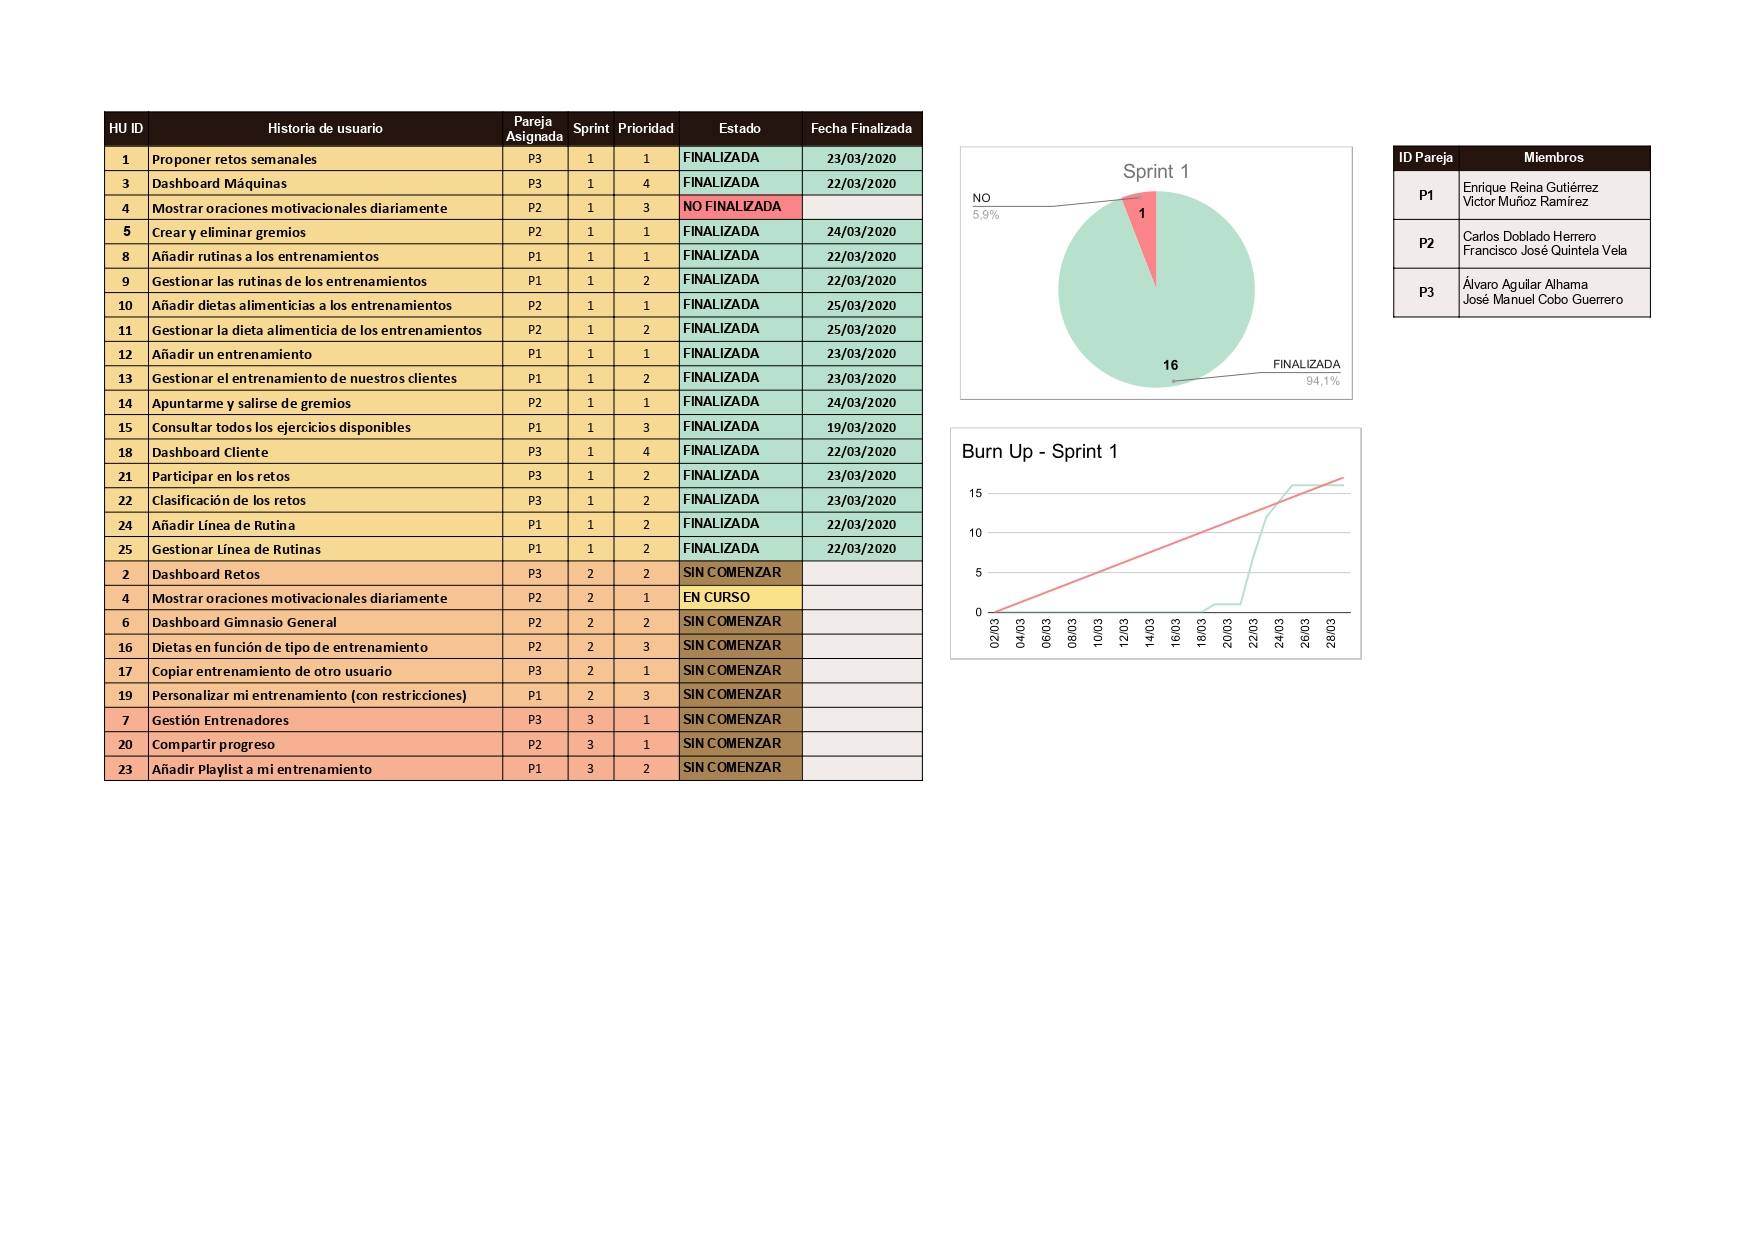 HU ID Historia de usuario Pareja Asignada Sprint Prioridad Estado Fecha Finalizada
1 Proponer retos semanales P3 1 1 FINALIZADA 23/03/2020
3 Dashboard Máquinas P3 1 4 FINALIZADA 22/03/2020
4 Mostrar oraciones motivacionales diariamente P2 1 3 NO FINALIZADA
5 Crear y eliminar gremios P2 1 1 FINALIZADA 24/03/2020
8 Añadir rutinas a los entrenamientos P1 1 1 FINALIZADA 22/03/2020
9 Gestionar las rutinas de los entrenamientos P1 1 2 FINALIZADA 22/03/2020
10 Añadir dietas alimenticias a los entrenamientos P2 1 1 FINALIZADA 25/03/2020
11 Gestionar la dieta alimenticia de los entrenamientos P2 1 2 FINALIZADA 25/03/2020
12 Añadir un entrenamiento P1 1 1 FINALIZADA 23/03/2020
13 Gestionar el entrenamiento de nuestros clientes P1 1 2 FINALIZADA 23/03/2020
14 Apuntarme y salirse de gremios P2 1 1 FINALIZADA 24/03/2020
15 Consultar todos los ejercicios disponibles P1 1 3 FINALIZADA 19/03/2020
18 Dashboard Cliente P3 1 4 FINALIZADA 22/03/2020
21 Participar en los retos P3 1 2 FINALIZADA 23/03/2020
22 Clasificación de los retos P3 1 2 FINALIZADA 23/03/2020
24 Añadir Línea de Rutina P1 1 2 FINALIZADA 22/03/2020
25 Gestionar Línea de Rutinas P1 1 2 FINALIZADA 22/03/2020
2 Dashboard Retos P3 2 2 SIN COMENZAR
4 Mostrar oraciones motivacionales diariamente P2 2 1 EN CURSO
6 Dashboard Gimnasio General P2 2 2 SIN COMENZAR
16 Dietas en función de tipo de entrenamiento P2 2 3 SIN COMENZAR
17 Copiar entrenamiento de otro usuario P3 2 1 SIN COMENZAR
19 Personalizar mi entrenamiento (con restricciones) P1 2 3 SIN COMENZAR
7 Gestión Entrenadores P3 3 1 SIN COMENZAR
20 Compartir progreso P2 3 1 SIN COMENZAR
23 Añadir Playlist a mi entrenamiento P1 3 2 SIN COMENZAR
Sprint 1
NO
5,9%
1
16
FINALIZADA
94,1%
Burn Up - Sprint 1
15
10
5
0
02/03 04/03 06/03 08/03 10/03 12/03 14/03 16/03 18/03 20/03 22/03 24/03 26/03 28/03
ID Pareja Miembros
P1 Enrique Reina Gutiérrez
Victor Muñoz Ramírez
P2 Carlos Doblado Herrero
Francisco José Quintela Vela
P3 Álvaro Aguilar Alhama
José Manuel Cobo Guerrero